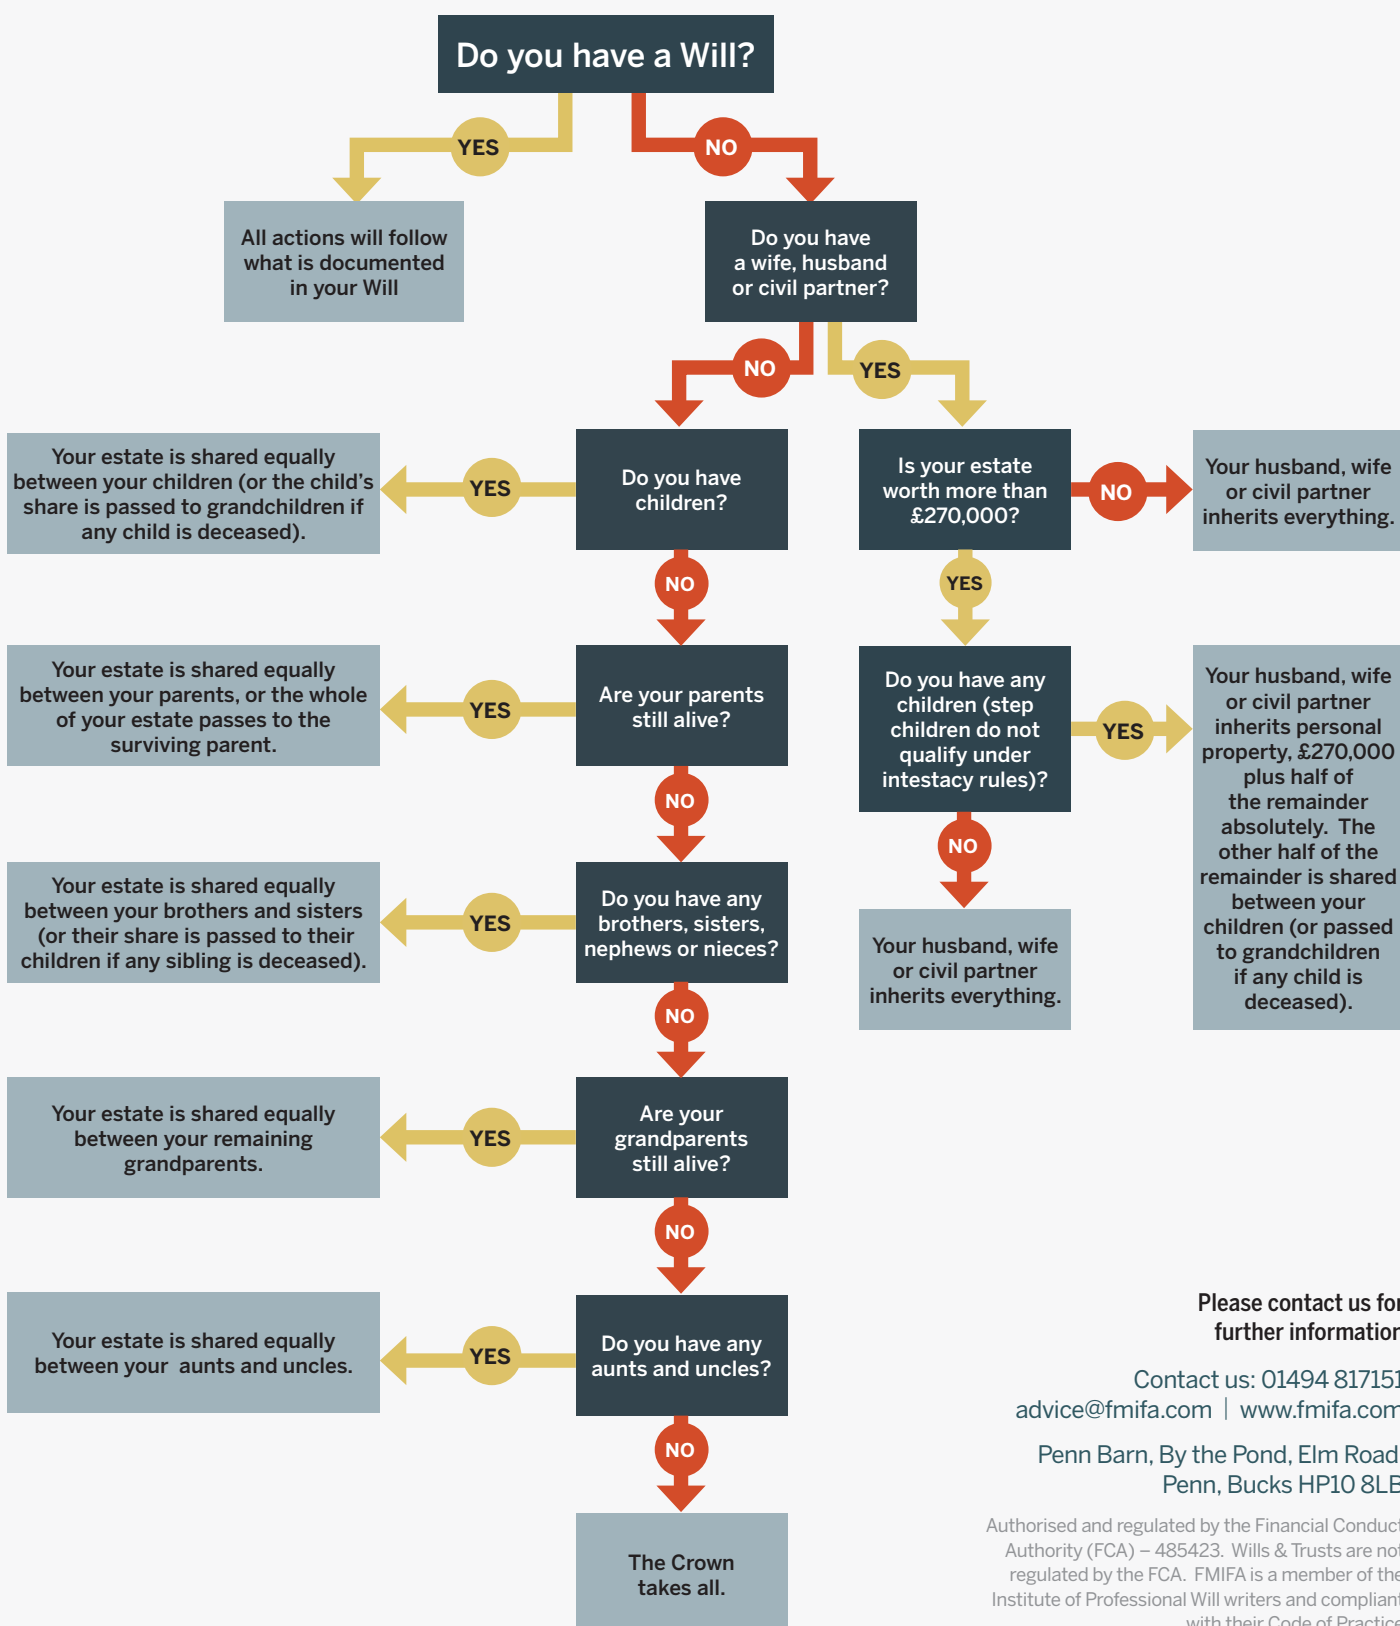 Do you have a Will?
YES
NO
All actions will follow
what is documented
in your Will
Do you have
a wife, husband
or civil partner?
NO
YES
Your estate is shared equally
between your children (or the child's
share is passed to grandchildren if
any child is deceased).
YES
Do you have
children?
Is your estate
worth more than
£270,000?
NO
Your husband, wife
or civil partner
inherits everything.
NO
YES
Your estate is shared equally
between your parents, or the whole
of your estate passes to the
surviving parent.
YES
Are your parents
still alive?
Do you have any
children (step
children do not
qualify under
intestacy rules)?
YES
Your husband, wife
or civil partner
inherits personal
property, £270,000
plus half of
the remainder
absolutely. The
other half of the
remainder is shared
between your
children (or passed
to grandchildren
if any child is
deceased).
NO
NO
Your estate is shared equally
between your brothers and sisters
(or their share is passed to their
children if any sibling is deceased).
YES
Do you have any
brothers, sisters,
nephews or nieces?
Your husband, wife
or civil partner
inherits everything.
NO
Your estate is shared equally
between your remaining
grandparents.
YES
Are your
grandparents
still alive?
NO
Your estate is shared equally
between your aunts and uncles.
YES
Do you have any
aunts and uncles?
NO
The Crown
takes all.
Please contact us for
further information
Contact us: 01494 817151
advice@fmifa.com | www.fmifa.com
Penn Barn, By the Pond, Elm Road
Penn, Bucks HP10 8LB
Authorised and regulated by the Financial Conduct
Authority (FCA) – 485423. Wills & Trusts are not
regulated by the FCA. FMIFA is a member of the
Institute of Professional Will writers and compliant
with their Code of Practice